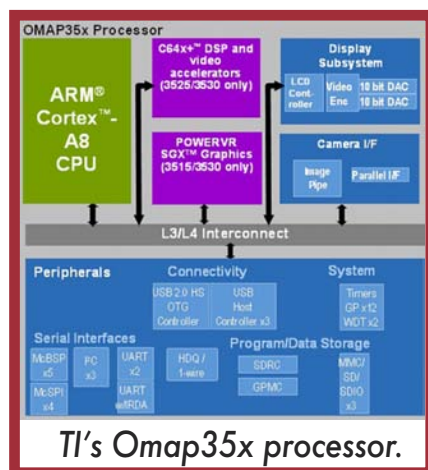 OMAP35x Processor
ARM®
Cortex™-
A8
CPU
C64x+™ DSP and
video
accelerators
(3525/3530 only)
POWERVR
SGX™ Graphics
(3515/3530 only)
Display
Subsystem
LCD
Cont-
roller
Video
Enc
10 bit DAC
10 bit DAC
Camera I/F
Image
Pipe
Parallel I/F
L3/L4 Interconnect
Peripherals
Connectivity
USB 2.0 HS
OTG
Controller
USB
Host
Controller x3
System
Timers
GP x12
WDT x2
Serial Interfaces
McBSP
x5
McSPI
x4
I²C
x3
UART
x2
UART
w/IRDA
HDQ /
1-wire
Program/Data Storage
SDRC
GPMC
MMC/
SD/
SDIO
x3
TI's Omap35x processor.